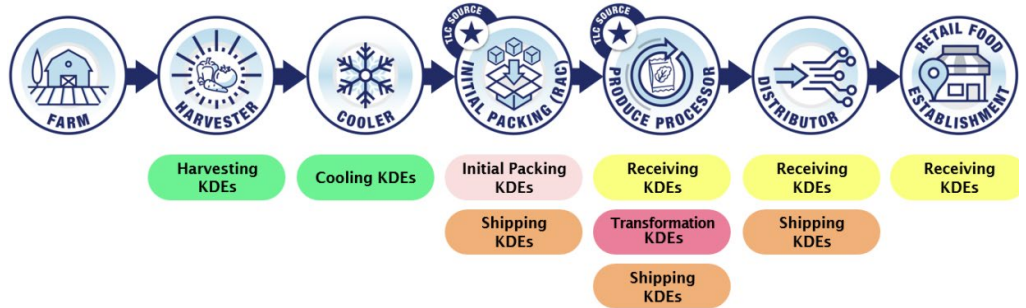 TLC SOURCE
TLC SOURCE
FARM
HARVESTER
COOLER
INITIAL PACKING (RAC)
PRODUCE PROCESSOR
DISTRIBUTOR
RETAIL FOOD
ESTABLISHMENT
Harvesting
KDEs
Cooling KDEs
Initial Packing
KDEs
Receiving
KDEs
Receiving
KDEs
Receiving
KDEs
Shipping
KDEs
Transformation
KDEs
Shipping
KDEs
Shipping
KDEs